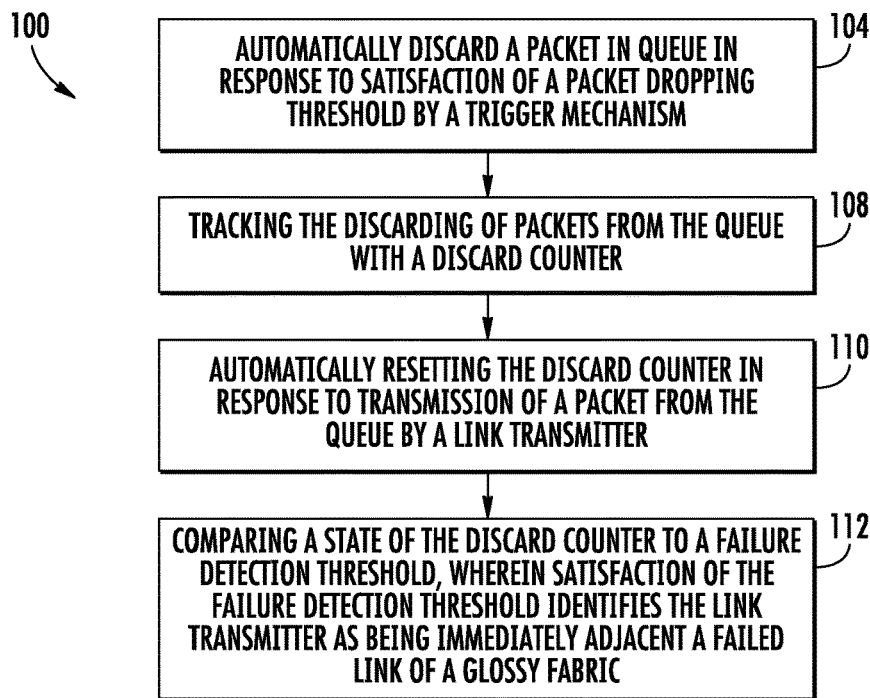 100
AUTOMATICALLY DISCARD A PACKET IN QUEUE IN
RESPONSE TO SATISFACTION OF A PACKET DROPPING
THRESHOLD BY A TRIGGER MECHANISM
104
TRACKING THE DISCARDING OF PACKETS FROM THE QUEUE
WITH A DISCARD COUNTER
108
AUTOMATICALLY RESETTING THE DISCARD COUNTER IN
RESPONSE TO TRANSMISSION OF A PACKET FROM THE
QUEUE BY A LINK TRANSMITTER
110
COMPARING A STATE OF THE DISCARD COUNTER TO A FAILURE
DETECTION THRESHOLD, WHEREIN SATISFACTION OF THE
FAILURE DETECTION THRESHOLD IDENTIFIES THE LINK
TRANSMITTER AS BEING IMMEDIATELY ADJACENT A FAILED
LINK OF A GLOSSY FABRIC
112